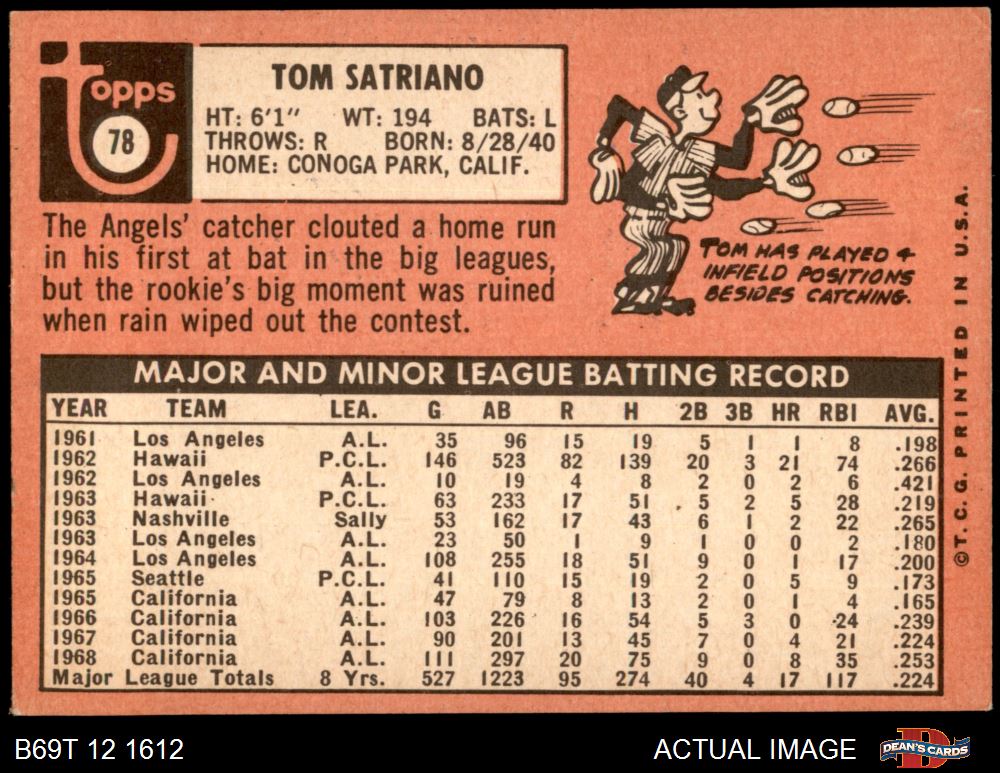 Topps
78
TOM SATRIANO
HT: 6'1" WT: 194 BATS: L
THROWS: R BORN: 8/28/40
HOME: CONOGA PARK, CALIF.
The Angels' catcher clouted a home run
in his first at bat in the big leagues,
but the rookie's big moment was ruined
when rain wiped out the contest.
TOM HAS PLAYED 4
INFIELD POSITIONS
BESIDES CATCHING.
MAJOR AND MINOR LEAGUE BATTING RECORD
YEAR TEAM LEA. G AB R H 2B 3B HR RBI AVG.
1961 Los Angeles A.L. 35 96 15 19 5 1 1 8 .198
1962 Hawaii P.C.L. 146 523 82 139 20 3 21 74 .266
1962 Los Angeles A.L. 10 19 4 8 2 0 2 6 .421
1963 Hawaii P.C.L. 63 233 17 51 5 2 5 28 .219
1963 Nashville Sally 53 162 17 43 6 1 2 22 .265
1963 Los Angeles A.L. 23 50 1 9 1 0 0 2 .180
1964 Los Angeles A.L. 108 255 18 51 9 0 1 17 .200
1965 Seattle P.C.L. 41 110 15 19 2 0 5 9 .173
1965 California A.L. 47 79 8 13 2 0 1 4 .165
1966 California A.L. 103 226 16 54 5 3 0 24 .239
1967 California A.L. 90 201 13 45 7 0 4 21 .224
1968 California A.L. 111 297 20 75 9 0 8 35 .253
Major League Totals 8 Yrs. 527 1223 95 274 40 4 17 117 .224
©T.C.G. PRINTED IN U.S.A.
B69T 12 1612 ACTUAL IMAGE
DEAN'S CARDS